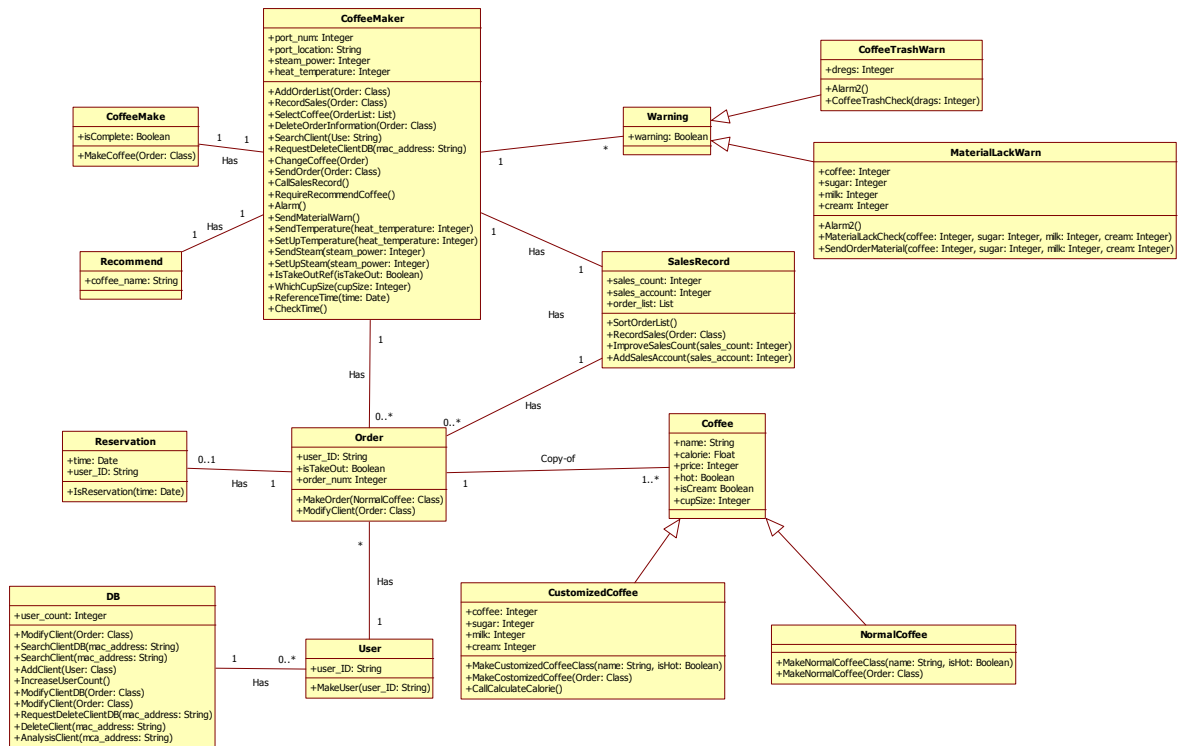 CoffeeMaker
+port_num: Integer
+port_location: String
+steam_power: Integer
+heat_temperature: Integer
+AddOrderList(Order: Class)
+RecordSales(Order: Class)
+SelectCoffee(OrderList: List)
+DeleteOrderInformation(Order: Class)
+SearchClient(Use: String)
+RequestDeleteClientDB(mac_address: String)
+ChangeCoffee(Order)
+SendOrder(Order: Class)
+CallSalesRecord()
+RequireRecommendCoffee()
+Alarm()
+SendMaterialWarn()
+SendTemperature(heat_temperature: Integer)
+SetUpTemperature(heat_temperature: Integer)
+SendSteam(steam_power: Integer)
+SetUpSteam(steam_power: Integer)
+IsTakeOutRef(isTakeOut: Boolean)
+WhichCupSize(cupSize: Integer)
+ReferenceTime(time: Date)
+CheckTime()
CoffeeTrashWarn
+dregs: Integer
+Alarm2()
+CoffeeTrashCheck(drags: Integer)
CoffeeMake
+isComplete: Boolean
+MakeCoffee(Order: Class)
1
1
Has
Warning
+warning: Boolean
1
*
MaterialLackWarn
+coffee: Integer
+sugar: Integer
+milk: Integer
+cream: Integer
+Alarm2()
+MaterialLackCheck(coffee: Integer, sugar: Integer, milk: Integer, cream: Integer)
+SendOrderMaterial(coffee: Integer, sugar: Integer, milk: Integer, cream: Integer)
1
Has
1
Recommend
+coffee_name: String
1
Has
1
SalesRecord
+sales_count: Integer
+sales_account: Integer
+order_list: List
+SortOrderList()
+RecordSales(Order: Class)
+ImproveSalesCount(sales_count: Integer)
+AddSalesAccount(sales_account: Integer)
Has
1
Has
0..*
1
Has
0..*
Order
+user_ID: String
+isTakeOut: Boolean
+order_num: Integer
+MakeOrder(NormalCoffee: Class)
+ModifyClient(Order: Class)
Reservation
+time: Date
+user_ID: String
+IsReservation(time: Date)
0..1
Has
1
Copy-of
1
1..*
Coffee
+name: String
+calorie: Float
+price: Integer
+hot: Boolean
+isCream: Boolean
+cupSize: Integer
*
Has
1
DB
+user_count: Integer
+ModifyClient(Order: Class)
+SearchClientDB(mac_address: String)
+SearchClient(mac_address: String)
+AddClient(User: Class)
+IncreaseUserCount()
+ModifyClientDB(Order: Class)
+ModifyClient(Order: Class)
+RequestDeleteClientDB(mac_address: String)
+DeleteClient(mac_address: String)
+AnalysisClient(mca_address: String)
1
0..*
Has
User
+user_ID: String
+MakeUser(user_ID: String)
CustomizedCoffee
+coffee: Integer
+sugar: Integer
+milk: Integer
+cream: Integer
+MakeCustomizedCoffeeClass(name: String, isHot: Boolean)
+MakeCostomizedCoffee(Order: Class)
+CallCalculateCalorie()
NormalCoffee
+MakeNormalCoffeeClass(name: String, isHot: Boolean)
+MakeNormalCoffee(Order: Class)